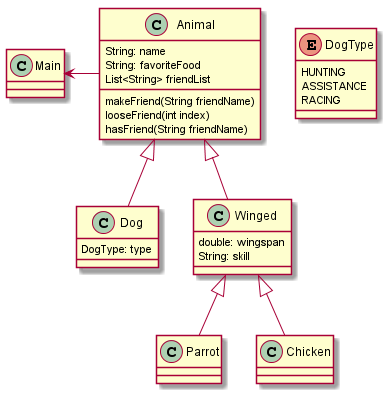 C Animal
String: name
String: favoriteFood
List<String> friendList
makeFriend(String friendName)
looseFriend(int index)
hasFriend(String friendName)
C Main
E DogType
HUNTING
ASSISTANCE
RACING
C Dog
DogType: type
C Winged
double: wingspan
String: skill
C Parrot
C Chicken